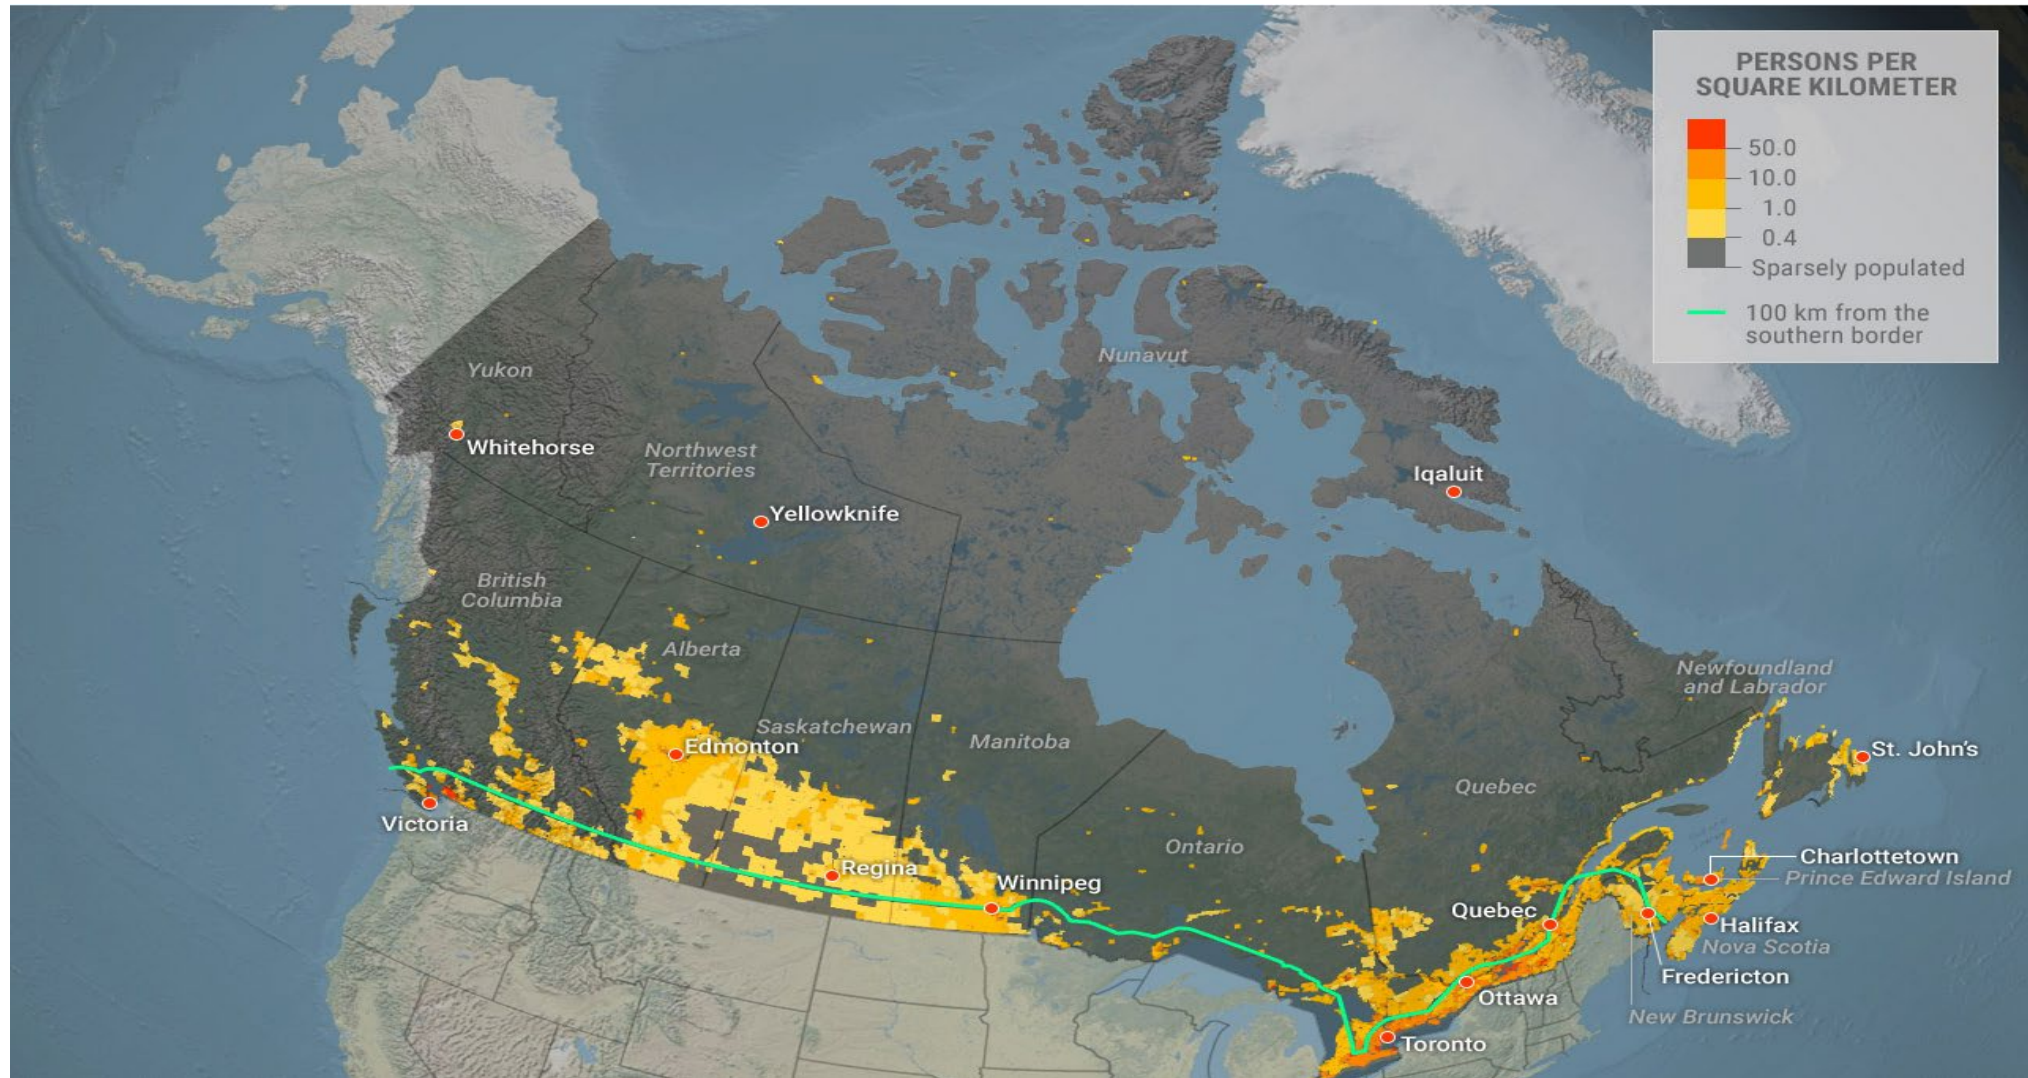 PERSONS PER
SQUARE KILOMETER
50.0
10.0
1.0
0.4
Sparsely populated
100 km from the
southern border
Nunavut
Yukon
Whitehorse
Northwest
Territories
Iqaluit
Yellowknife
British
Columbia
Alberta
Newfoundland
and Labrador
Saskatchewan
Manitoba
Edmonton
St. John's
Quebec
Victoria
Ontario
Charlottetown
Prince Edward Island
Regina
Winnipeg
Quebec
Halifax
Nova Scotia
Fredericton
Ottawa
New Brunswick
Toronto